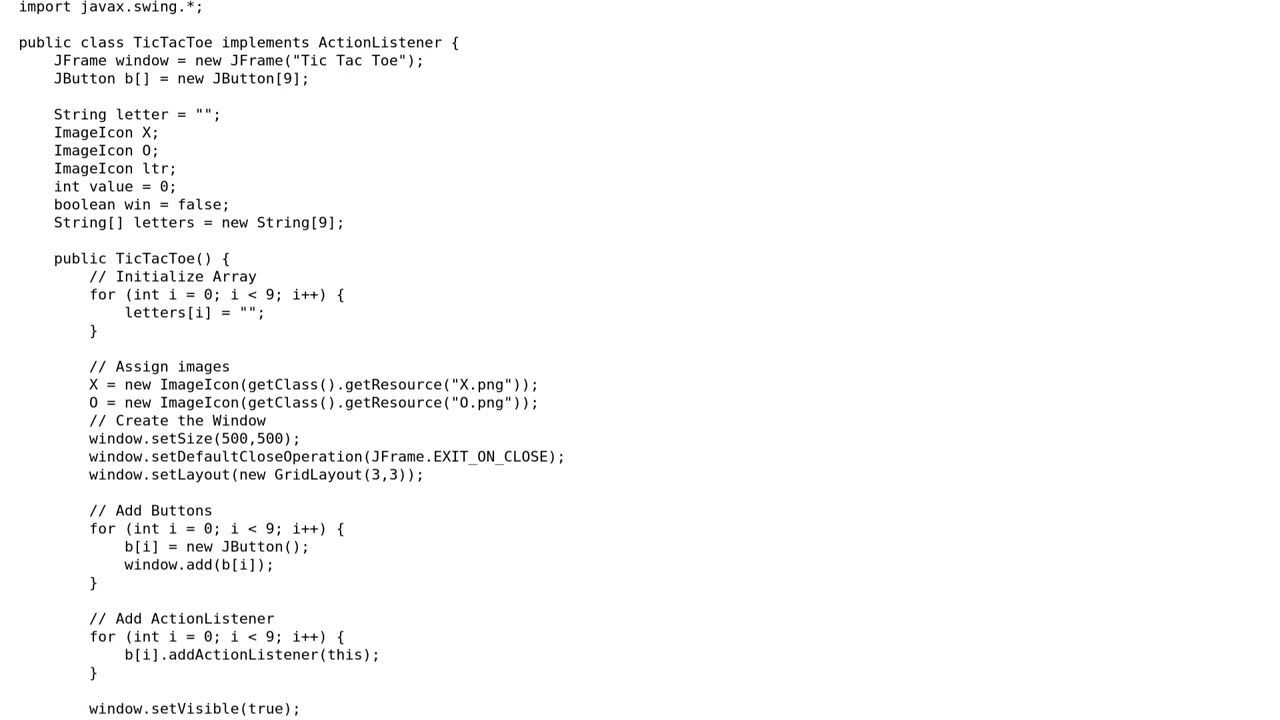 import javax.swing.*;
public class TicTacToe implements ActionListener {
JFrame window = new JFrame("Tic Tac Toe");
JButton b[] = new JButton[9];
String letter = "";
ImageIcon X;
ImageIcon O;
ImageIcon ltr;
int value = 0;
boolean win = false;
String[] letters = new String[9];
public TicTacToe() {
// Initialize Array
for (int i = 0; i < 9; i++) {
letters[i] = "";
}
// Assign images
X = new ImageIcon(getClass().getResource("X.png"));
O = new ImageIcon(getClass().getResource("O.png"));
// Create the Window
window.setSize(500,500);
window.setDefaultCloseOperation(JFrame.EXIT_ON_CLOSE);
window.setLayout(new GridLayout(3,3));
// Add Buttons
for (int i = 0; i < 9; i++) {
b[i] = new JButton();
window.add(b[i]);
}
// Add ActionListener
for (int i = 0; i < 9; i++) {
b[i].addActionListener(this);
}
window.setVisible(true);